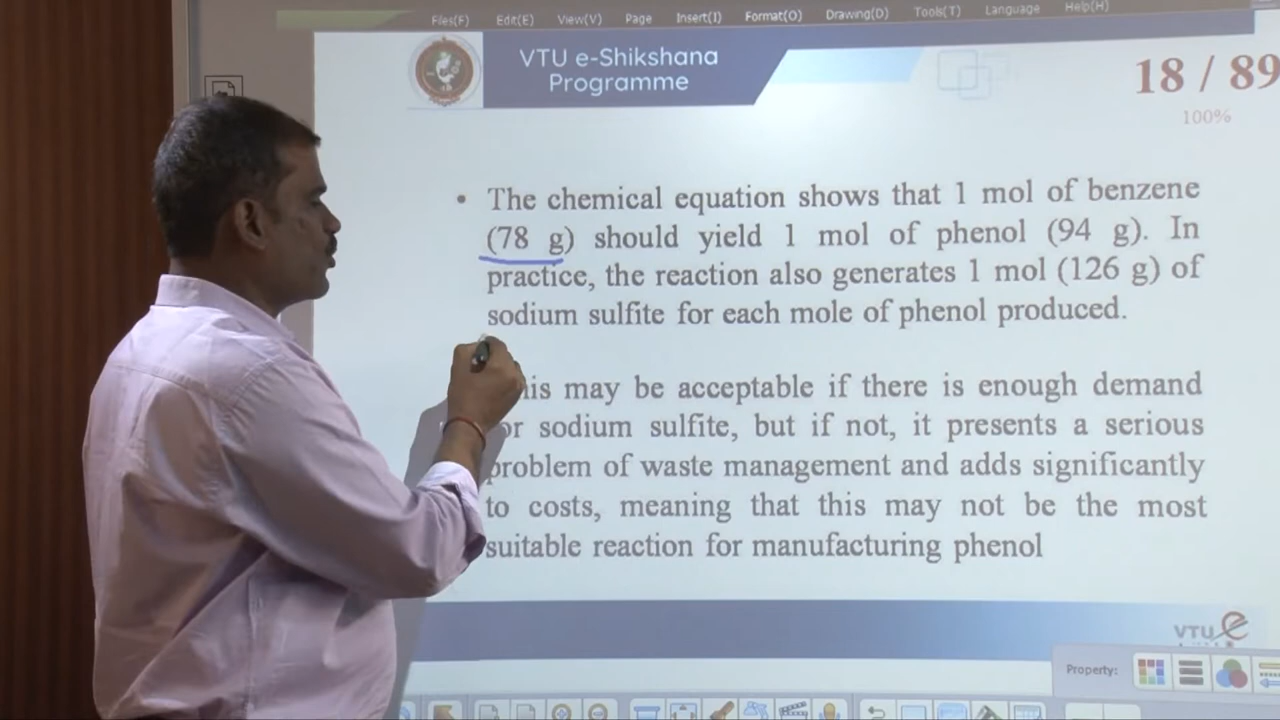 Files(F) Edit(E) View(V) Page Insert(I) Format(O) Drawing(D) Tools(T) Language Help(H)
VTU e-Shikshana
Programme
18 / 89
100%
• The chemical equation shows that 1 mol of benzene
(78 g) should yield 1 mol of phenol (94 g). In
practice, the reaction also generates 1 mol (126 g) of
sodium sulfite for each mole of phenol produced.
may be acceptable if there is enough demand
sodium sulfite, but if not, it presents a serious
problem of waste management and adds significantly
to costs, meaning that this may not be the most
suitable reaction for manufacturing phenol
VTU e
Property: